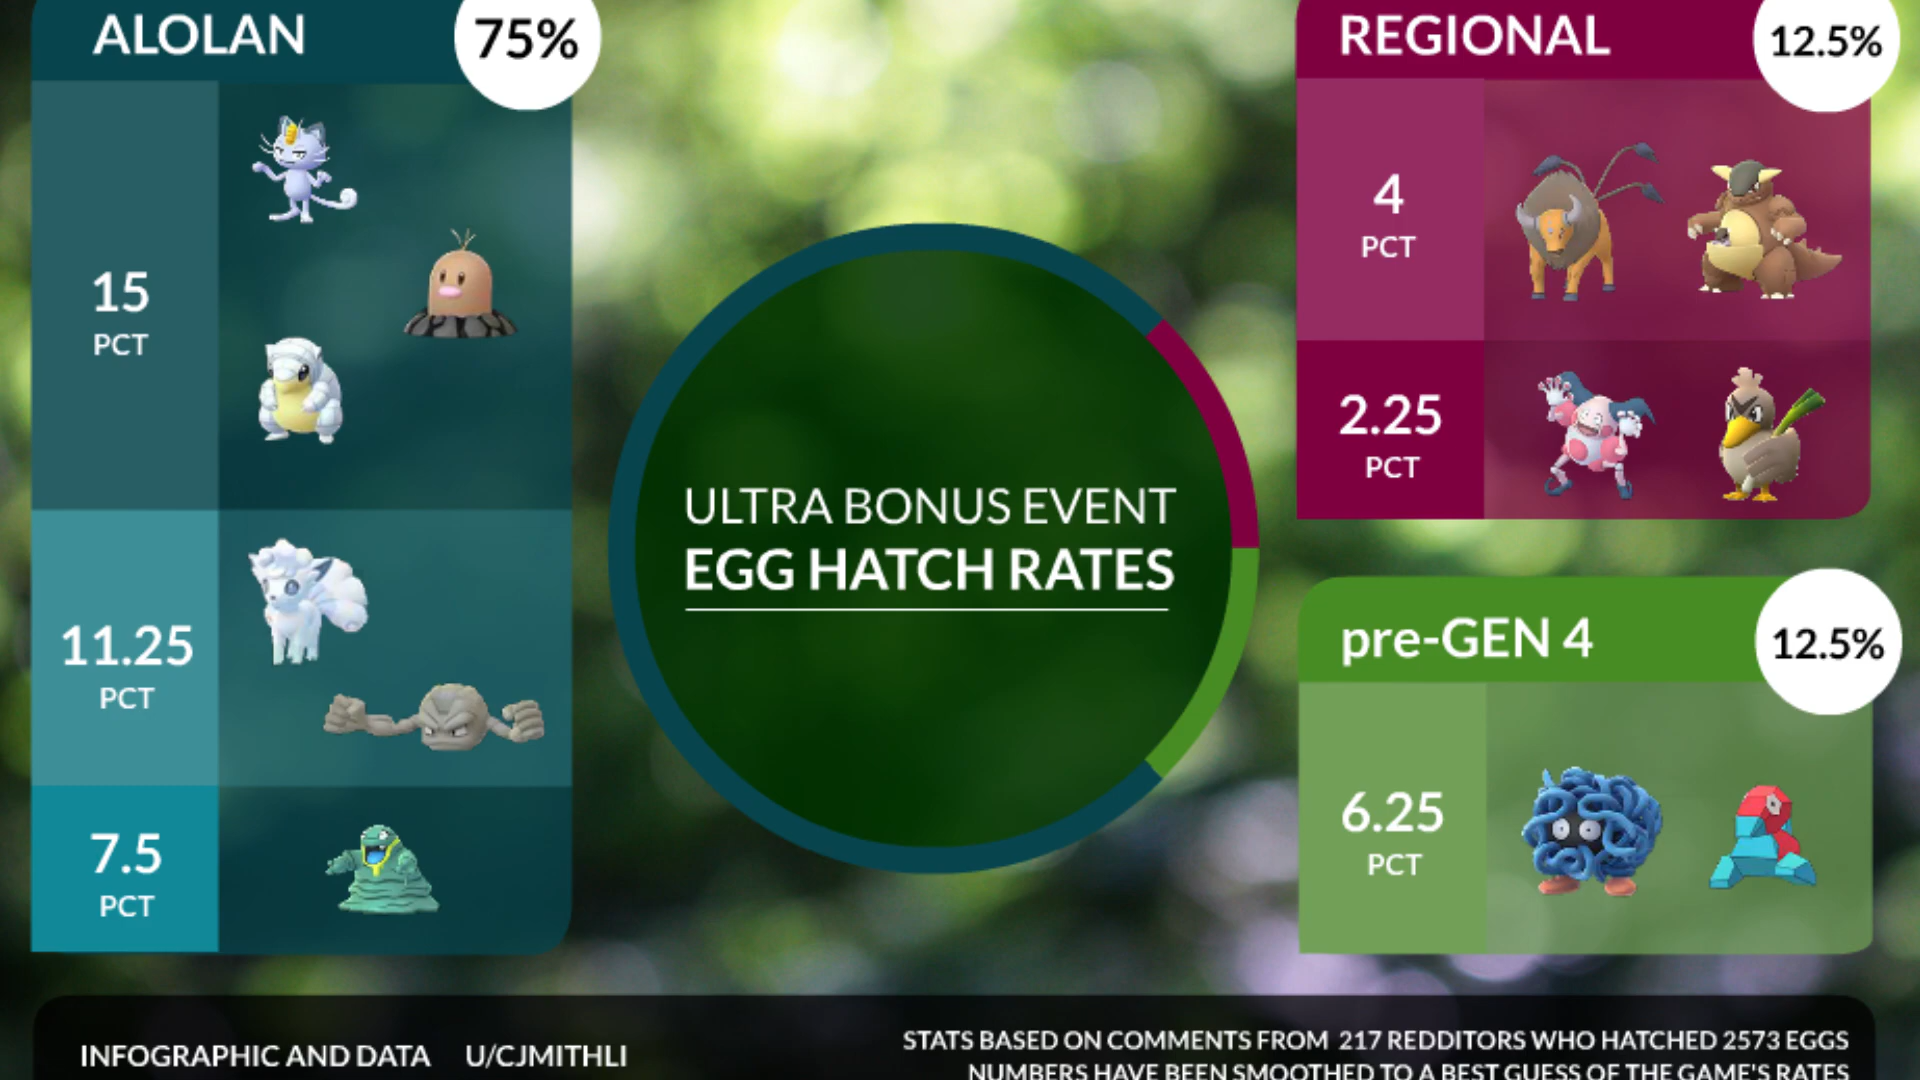 ALOLAN
75%
15
PCT
11.25
PCT
7.5
PCT
ULTRA BONUS EVENT
EGG HATCH RATES
REGIONAL
12.5%
4
PCT
2.25
PCT
pre-GEN 4
12.5%
6.25
PCT
INFOGRAPHIC AND DATA U/CJMITHLI
STATS BASED ON COMMENTS FROM 217 REDDITORS WHO HATCHED 2573 EGGS
NUMBERS HAVE BEEN SMOOTHED TO A BEST GUESS OF THE GAME'S RATES